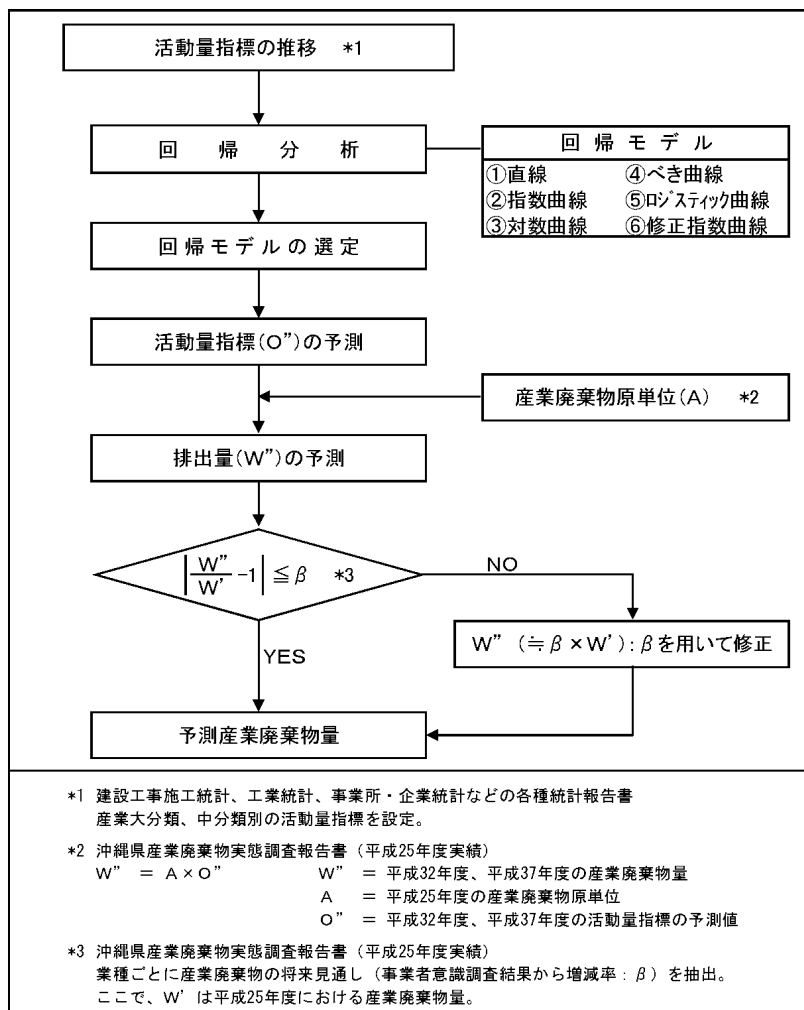 活動量指標の推移 *1
回帰分析
回帰モデル
①直線 ④べき曲線
②指数曲線 ⑤ロジスティック曲線
③対数曲線 ⑥修正指数曲線
回帰モデルの選定
活動量指標(O”)の予測
産業廃棄物原単位(A) *2
排出量(W”)の予測
|W”/W’ -1| ≦ β *3
NO
W” (≒β×W’):βを用いて修正
YES
予測産業廃棄物量
*1 建設工事施工統計、工業統計、事業所・企業統計などの各種統計報告書
産業大分類、中分類別の活動量指標を設定。
*2 沖縄県産業廃棄物実態調査報告書(平成25年度実績)
W” = A×O” W” = 平成32年度、平成37年度の産業廃棄物量
A = 平成25年度の産業廃棄物原単位
O” = 平成32年度、平成37年度の活動量指標の予測値
*3 沖縄県産業廃棄物実態調査報告書(平成25年度実績)
業種ごとに産業廃棄物の将来見通し(事業者意識調査結果から増減率:β)を抽出。
ここで、W’は平成25年度における産業廃棄物量。